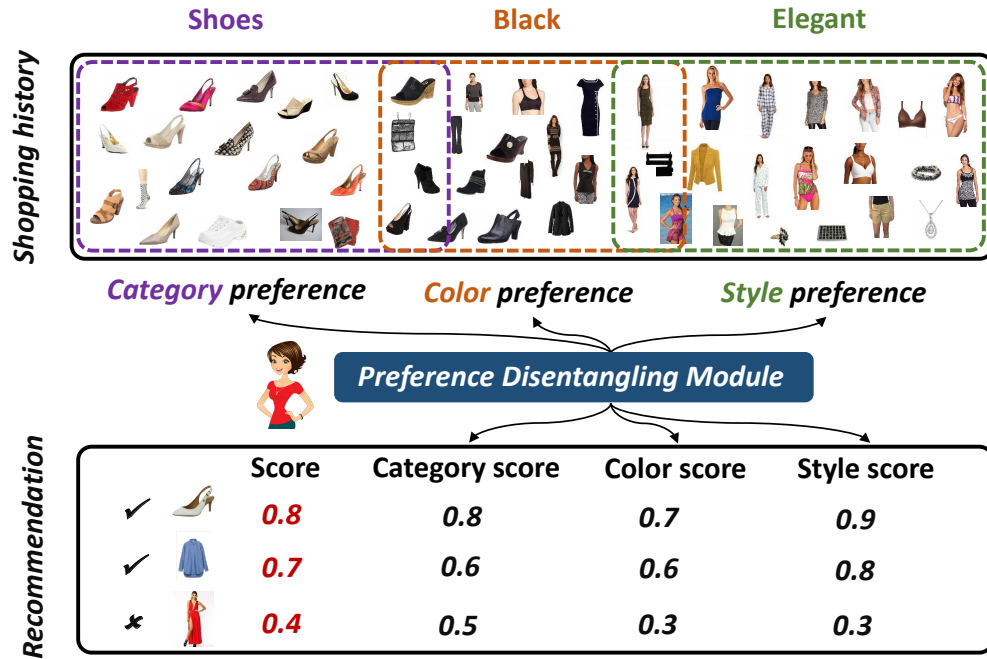 Shoes
Black
Elegant
Shoppping history
Category preference
Color preference
Style preference
Preference Disentangling Module
Recommendation
Score
Category score
Color score
Style score
0.8
0.8
0.7
0.9
0.7
0.6
0.6
0.8
0.4
0.5
0.3
0.3